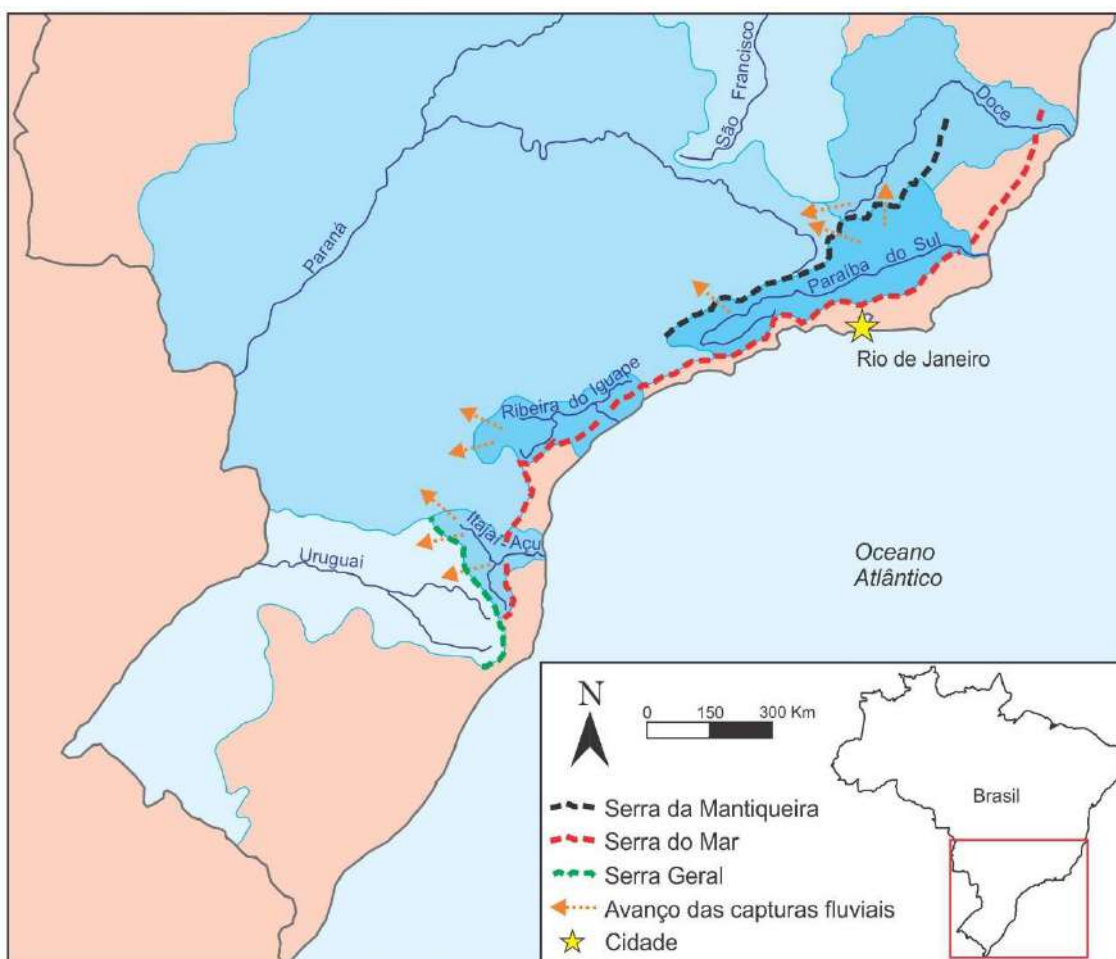 São Francisco
Doce
Paraná
Paraíba do Sul
Rio de Janeiro
Ribeira do Iguape
Itajaí-Açu
Uruguai
Oceano
Atlântico
N
0 150 300 Km
Brasil
Serra da Mantiqueira
Serra do Mar
Serra Geral
Avanço das capturas fluviais
Cidade